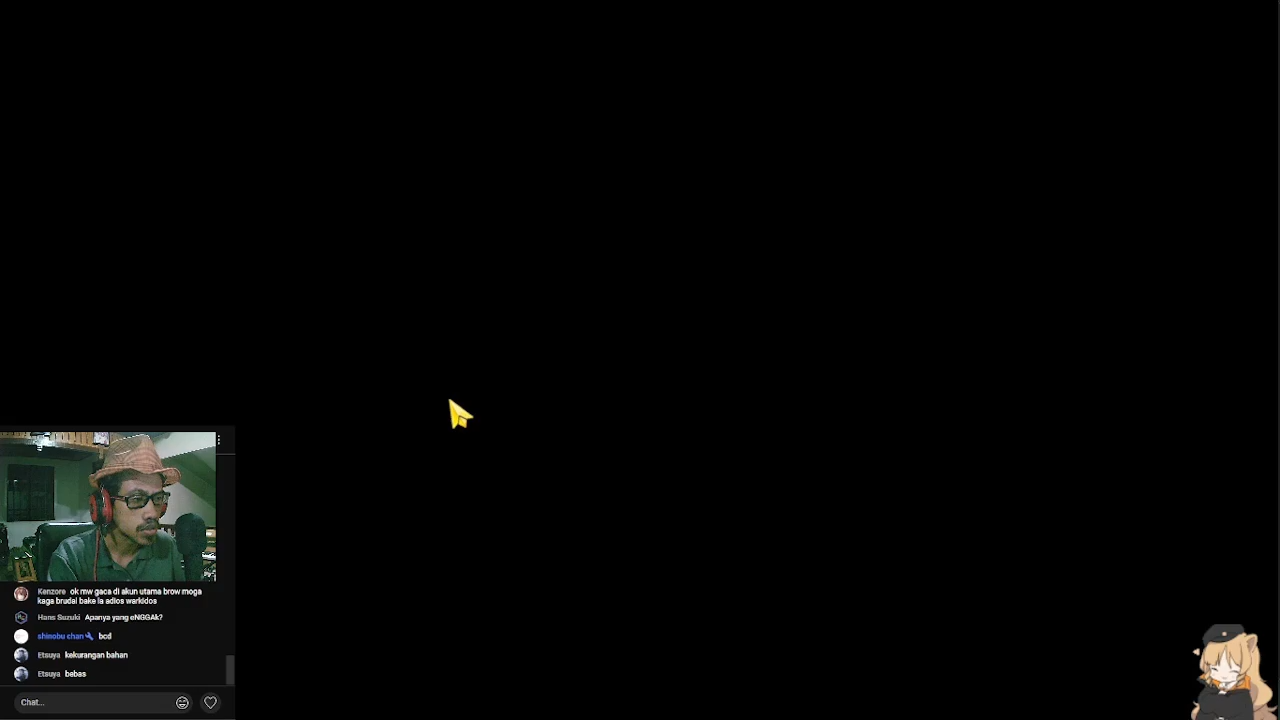 Kenzore ok mw gaca di akun utama brow moga
kaga brudal bake la adios warkidos
Hans Suzuki Apanya yang eNGGAk?
shinobu chan bcd
Etsuya kekurangan bahan
Etsuya bebas
Chat...